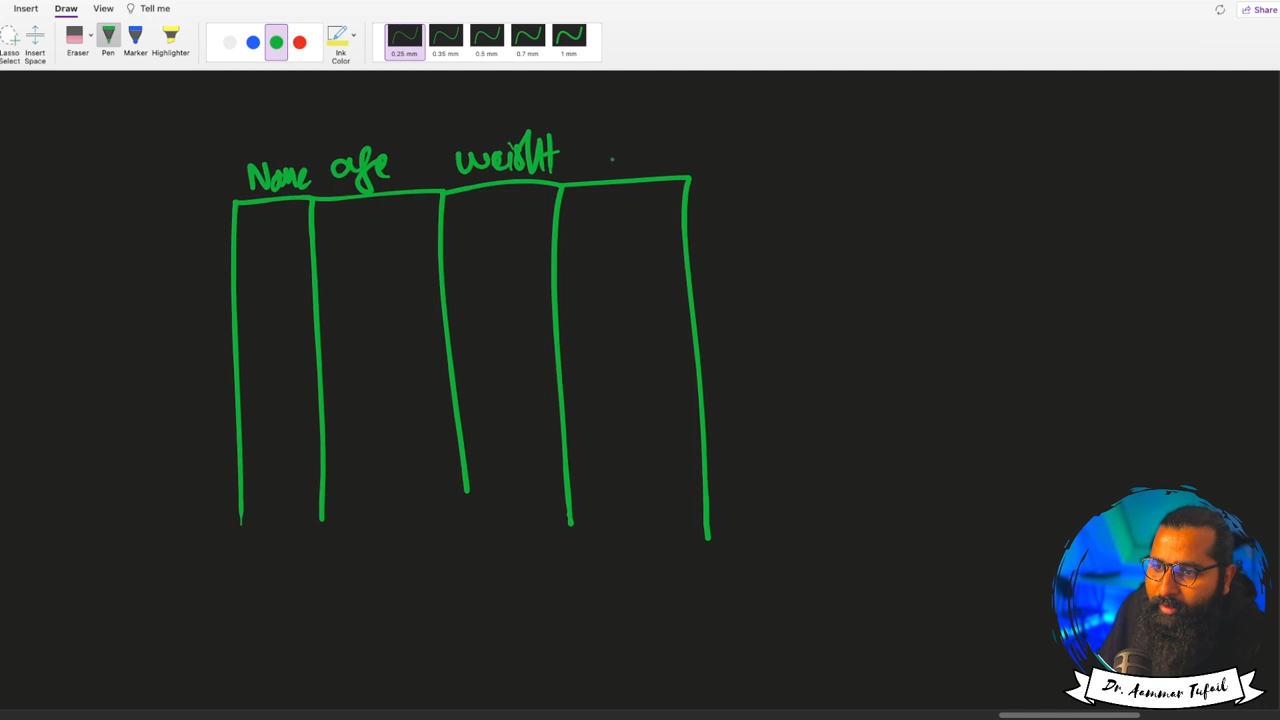 Insert Draw View Tell me
Share
Lasso Select
Insert Space
Eraser
Pen
Marker
Highlighter
Ink Color
0.25 mm
0.35 mm
0.5 mm
0.7 mm
1 mm
Name age weight
Dr. Aammar Tufail